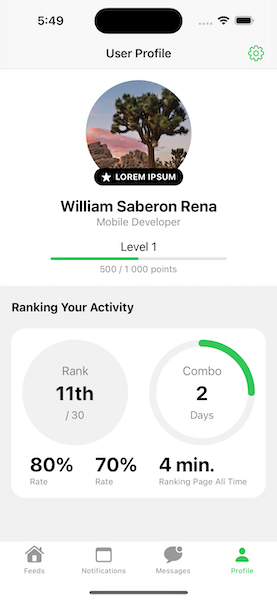 5:49
User Profile
LOREM IPSUM
William Saberon Rena
Mobile Developer
Level 1
500 / 1 000 points
Ranking Your Activity
Rank
11th
/ 30
Combo
2
Days
80%
Rate
70%
Rate
4 min.
Ranking Page All Time
Feeds
Notifications
Messages
Profile